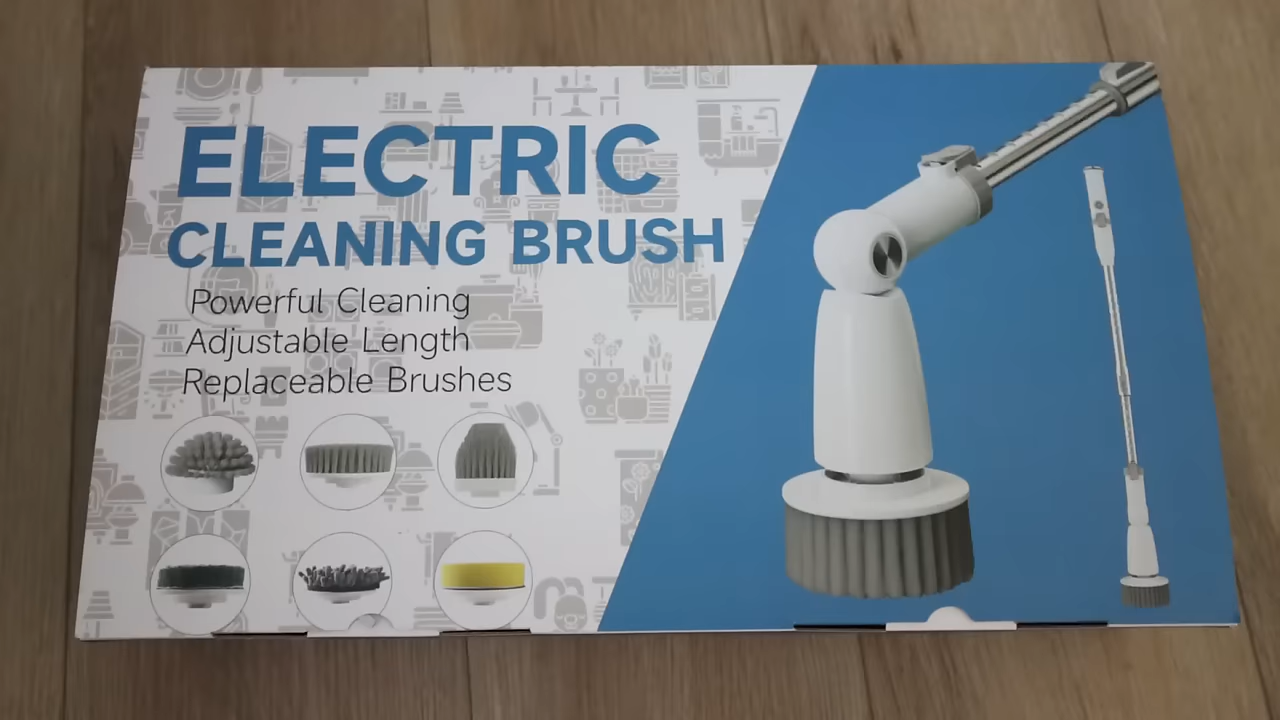 ELECTRIC
CLEANING BRUSH
Powerful Cleaning
Adjustable Length
Replaceable Brushes